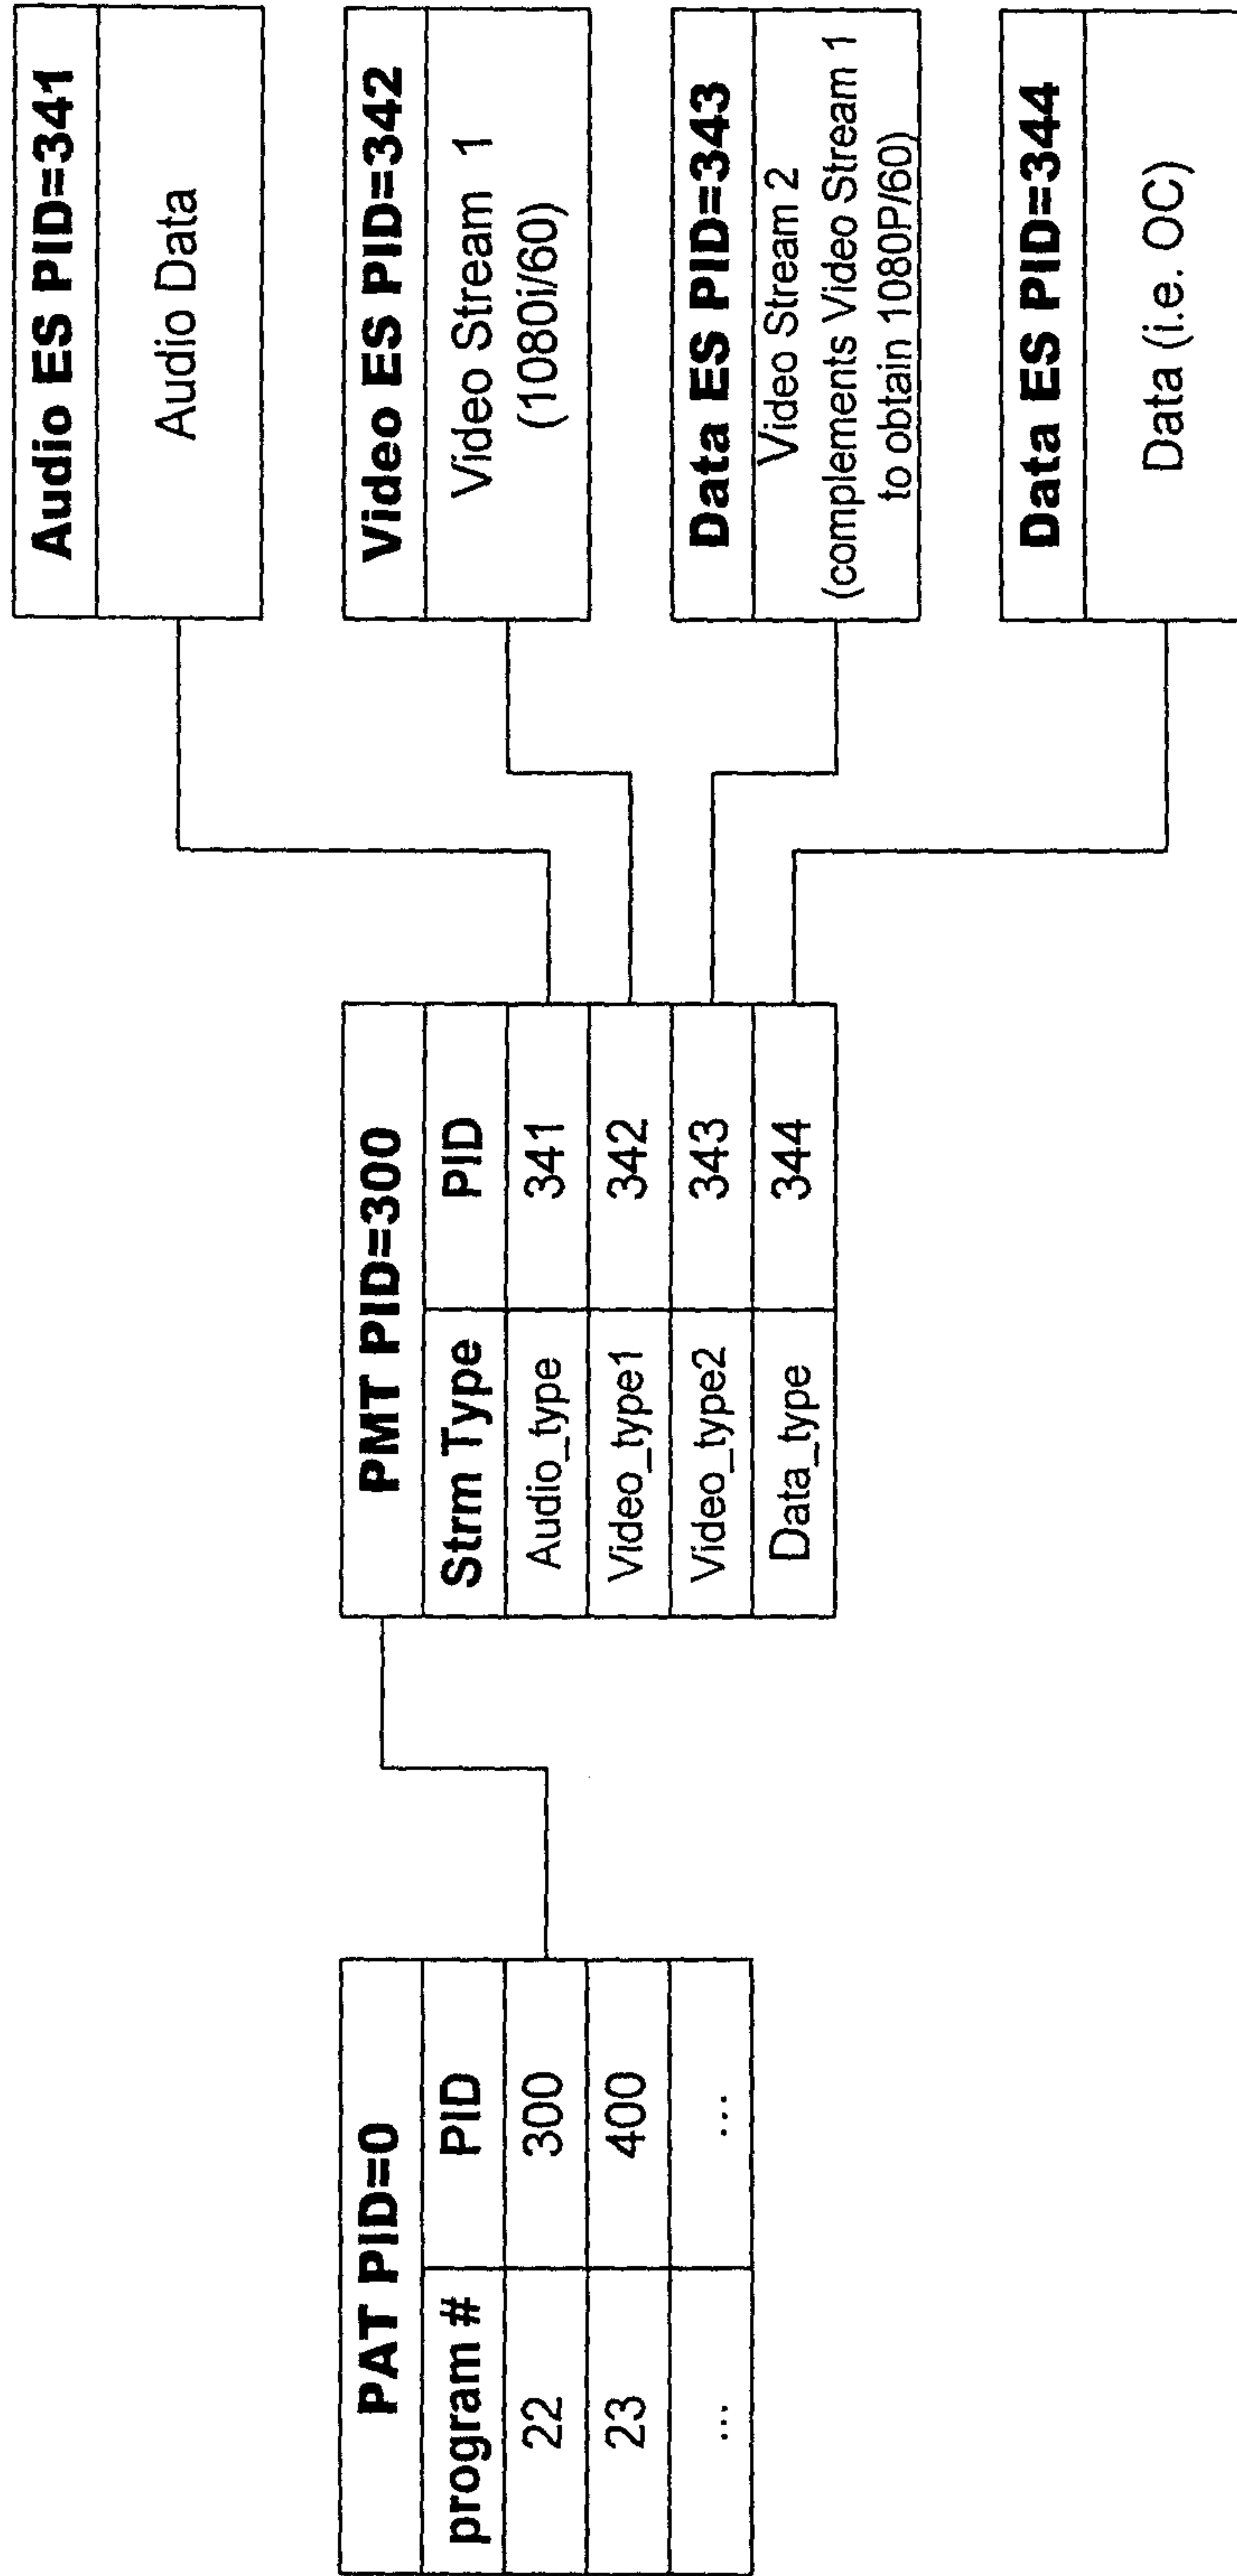 PAT PID=0
program # PID
22 300
23 400
... ...
PMT PID=300
Strm Type PID
Audio_type 341
Video_type1 342
Video_type2 343
Data_type 344
Audio ES PID=341
Audio Data
Video ES PID=342
Video Stream 1
(1080i/60)
Data ES PID=343
Video Stream 2
(complements Video Stream 1
to obtain 1080P/60)
Data ES PID=344
Data (i.e. OC)